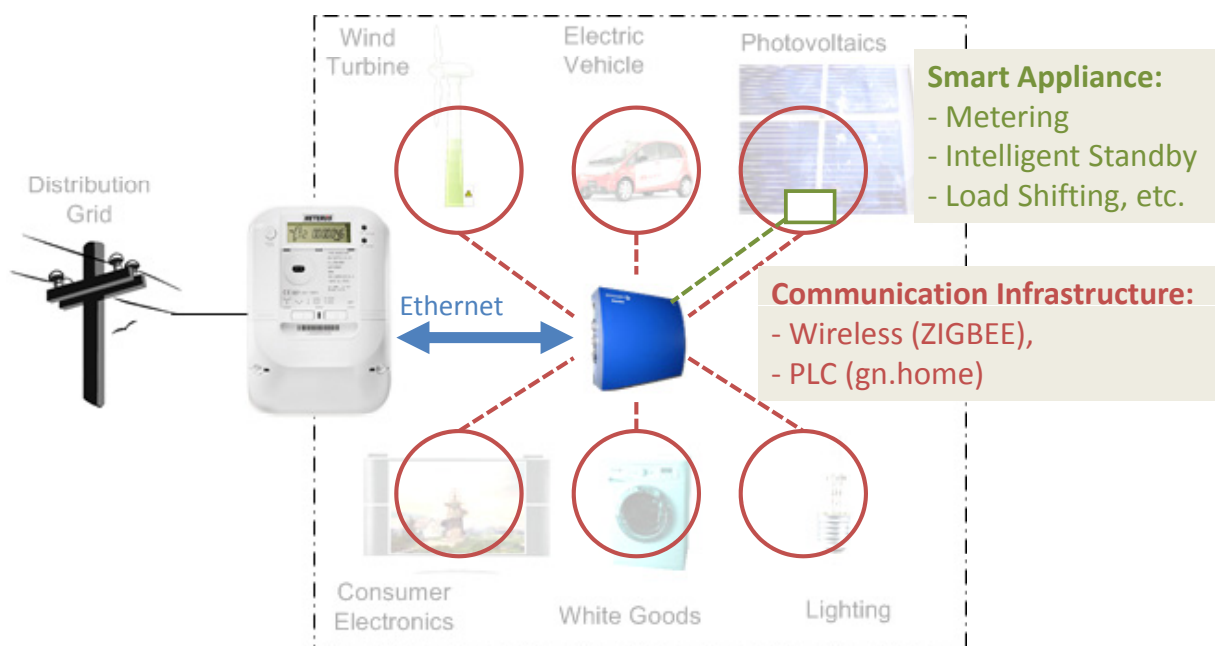 Wind
Turbine
Electric
Vehicle
Photovoltaics
Smart Appliance:
- Metering
- Intelligent Standby
- Load Shifting, etc.
Distribution
Grid
Ethernet
Communication Infrastructure:
- Wireless (ZIGBEE),
- PLC (gn.home)
Consumer
Electronics
White Goods
Lighting